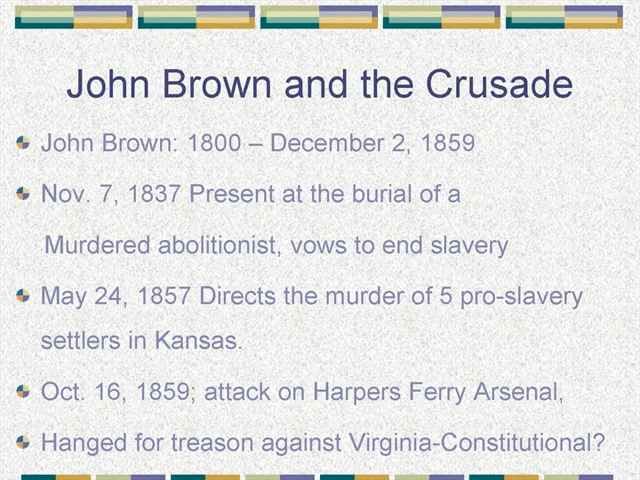 John Brown and the Crusade
John Brown: 1800 – December 2, 1859
Nov. 7, 1837 Present at the burial of a
Murdered abolitionist, vows to end slavery
May 24, 1857 Directs the murder of 5 pro-slavery
settlers in Kansas.
Oct. 16, 1859; attack on Harpers Ferry Arsenal,
Hanged for treason against Virginia-Constitutional?